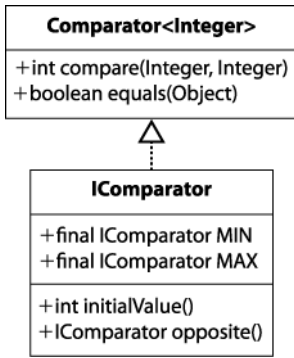 Comparator<Integer>
+int compare(Integer, Integer)
+boolean equals(Object)
IComparator
+final IComparator MIN
+final IComparator MAX
+int initialValue()
+IComparator opposite()